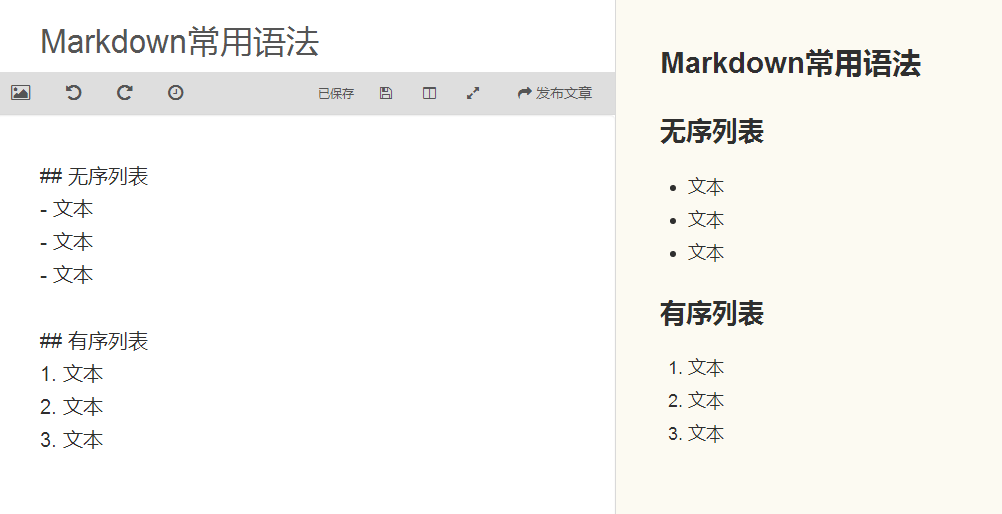 Markdown常用语法
已保存 发布文章
## 无序列表
- 文本
- 文本
- 文本
## 有序列表
1. 文本
2. 文本
3. 文本
Markdown常用语法
无序列表
• 文本
• 文本
• 文本
有序列表
1. 文本
2. 文本
3. 文本